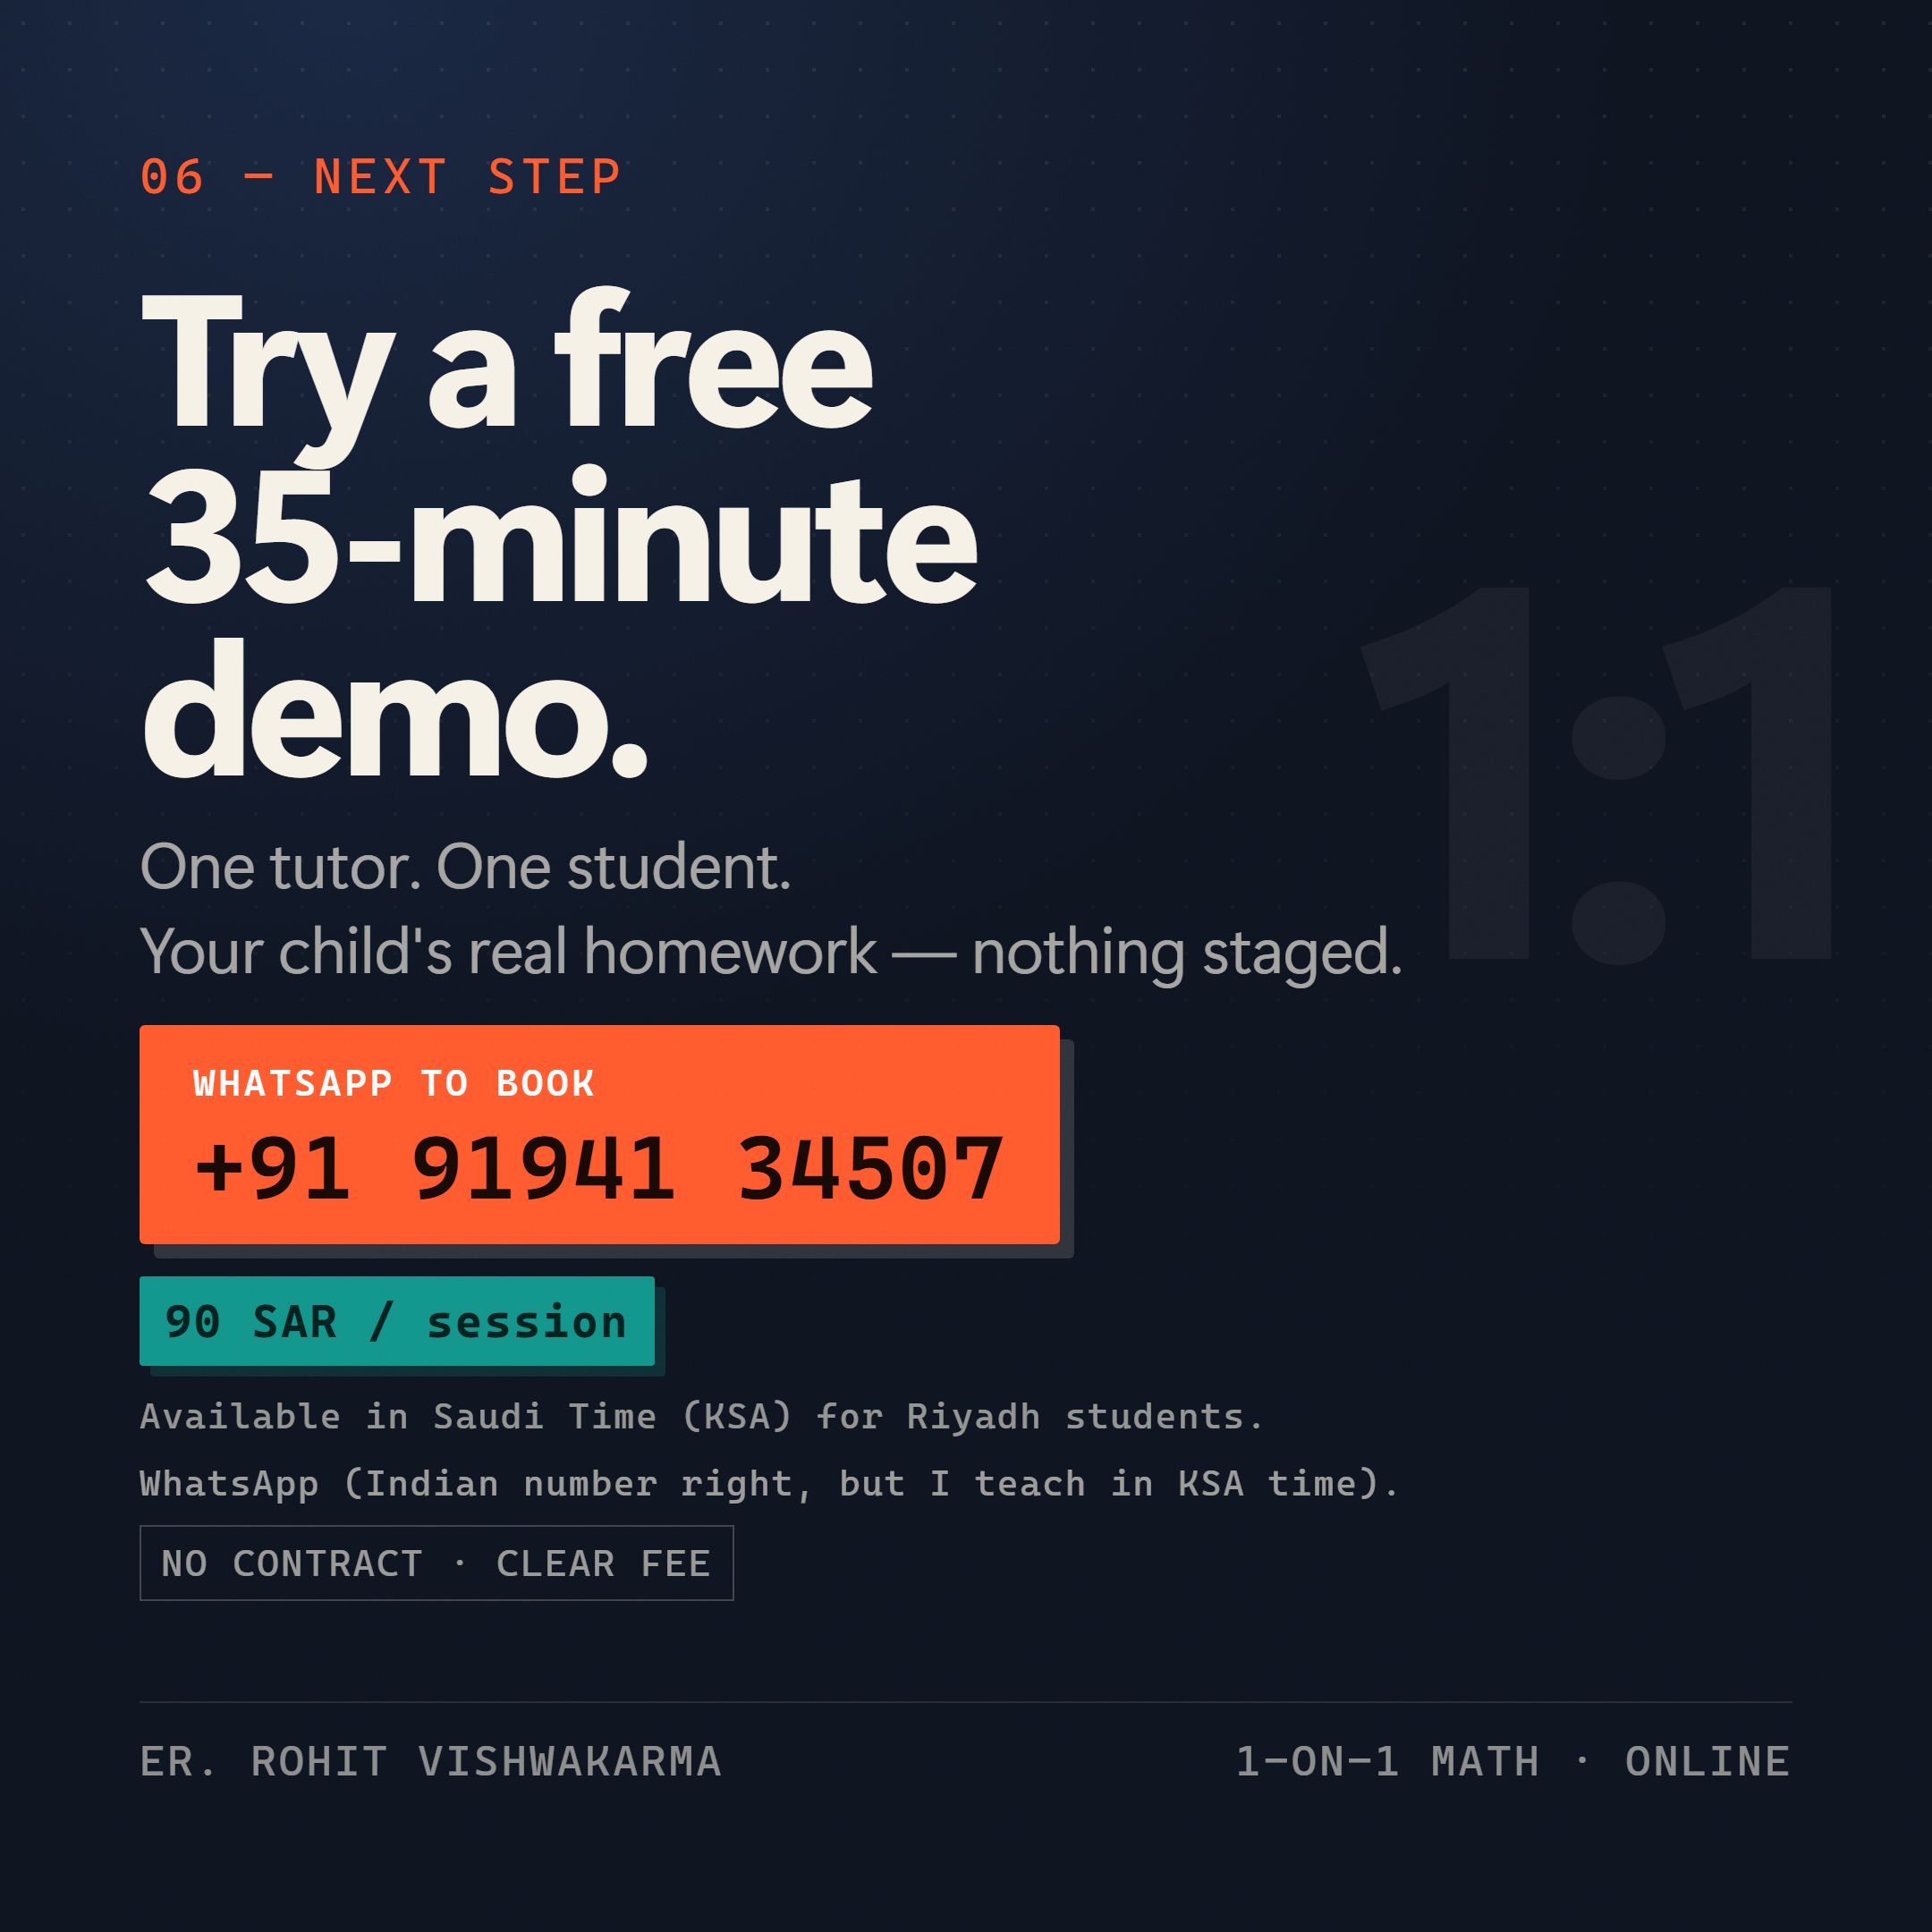 06 — NEXT STEP
Try a free
35-minute
demo.
1:1
One tutor. One student.
Your child's real homework — nothing staged.
WHATSAPP TO BOOK
+91 91941 34507
90 SAR / session
Available in Saudi Time (KSA) for Riyadh students.
WhatsApp (Indian number right, but I teach in KSA time).
NO CONTRACT · CLEAR FEE
ER. ROHIT VISHWAKARMA
1–ON–1 MATH · ONLINE